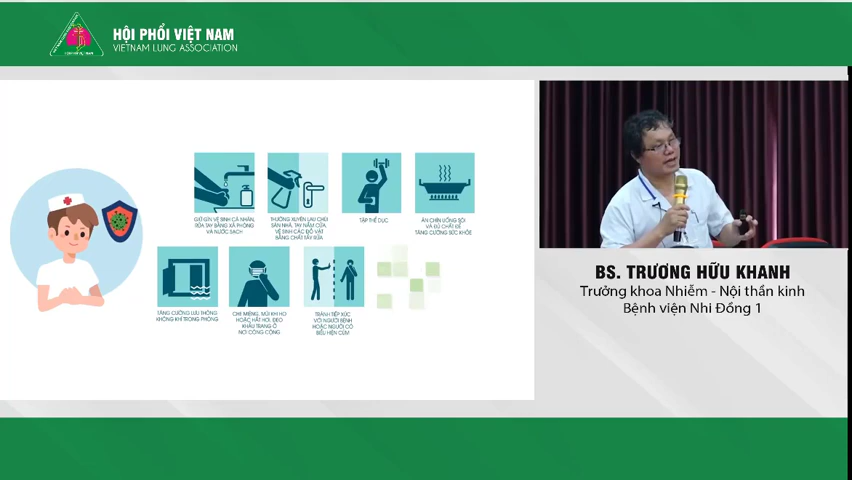 HỘI PHỔI VIỆT NAM
VIETNAM LUNG ASSOCIATION
GIỮ GÌN VỆ SINH CÁ NHÂN,
RỬA TAY BẰNG XÀ PHÒNG
VÀ NƯỚC SẠCH
THƯỜNG XUYÊN LAU CHÙI
SÀN NHÀ, TAY NẮM CỬA,
VỆ SINH CÁC ĐỒ VẬT
BẰNG CHẤT TẨY RỬA
TẬP THỂ DỤC
ĂN CHÍN UỐNG SÔI
VÀ ĐỦ CHẤT ĐỂ
TĂNG CƯỜNG SỨC KHỎE
TĂNG CƯỜNG LƯU THÔNG
KHÔNG KHÍ TRONG PHÒNG
CHE MIỆNG, MŨI KHI HO
HOẶC HẮT HƠI, ĐEO
KHẨU TRANG Ở
NƠI CÔNG CỘNG
TRÁNH TIẾP XÚC
VỚI NGƯỜI BỆNH
HOẶC NGƯỜI CÓ
BIỂU HIỆN CÚM
BS. TRƯƠNG HỮU KHANH
Trưởng khoa Nhiễm - Nội thần kinh
Bệnh viện Nhi Đồng 1